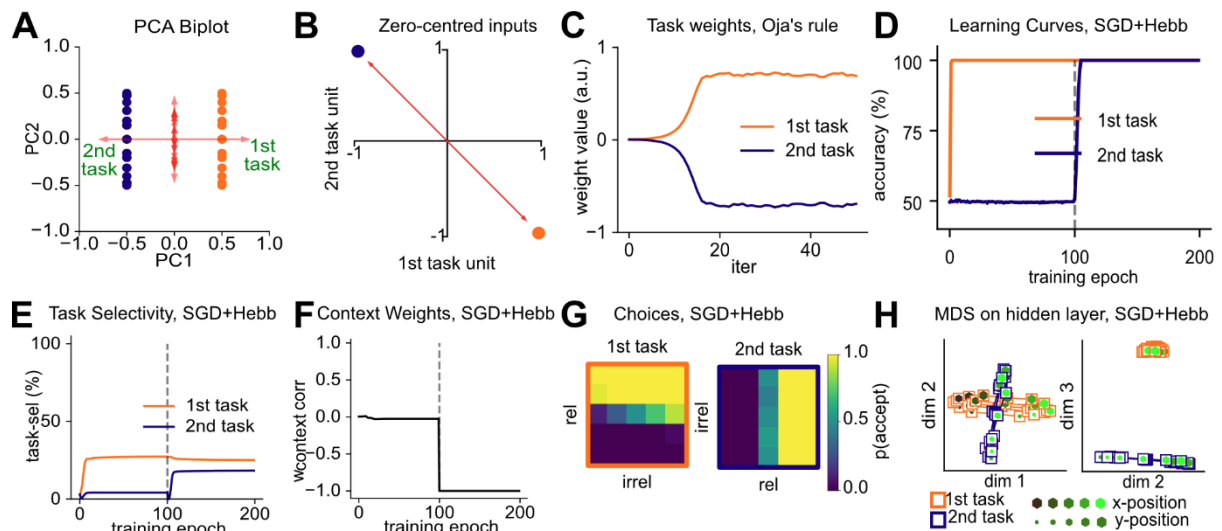 A
PCA Biplot
1.0
0.5
0.0
−0.5
−1.0
PC2
2nd
task
1st
task
−1.0
−0.5
0.0
0.5
1.0
PC1
B
Zero-centred inputs
1
-1
1
-1
2nd task unit
1st task unit
C
Task weights, Oja's rule
weight value (a.u.)
1
0
−1
1st task
2nd task
0
20
40
iter
D
Learning Curves, SGD+Hebb
accuracy (%)
100
75
50
1st task
2nd task
0
100
200
training epoch
E
Task Selectivity, SGD+Hebb
task-sel (%)
100
50
0
1st task
2nd task
0
100
200
training epoch
F
Context Weights, SGD+Hebb
wcontext corr
1.0
0.5
0.0
−0.5
−1.0
0
100
200
training epoch
G
Choices, SGD+Hebb
1st task
2nd task
rel
irrel
irrel
rel
1.0
0.5
0.0
p(accept)
H
MDS on hidden layer, SGD+Hebb
dim 2
dim 1
dim 3
dim 2
1st task
2nd task
x-position
y-position